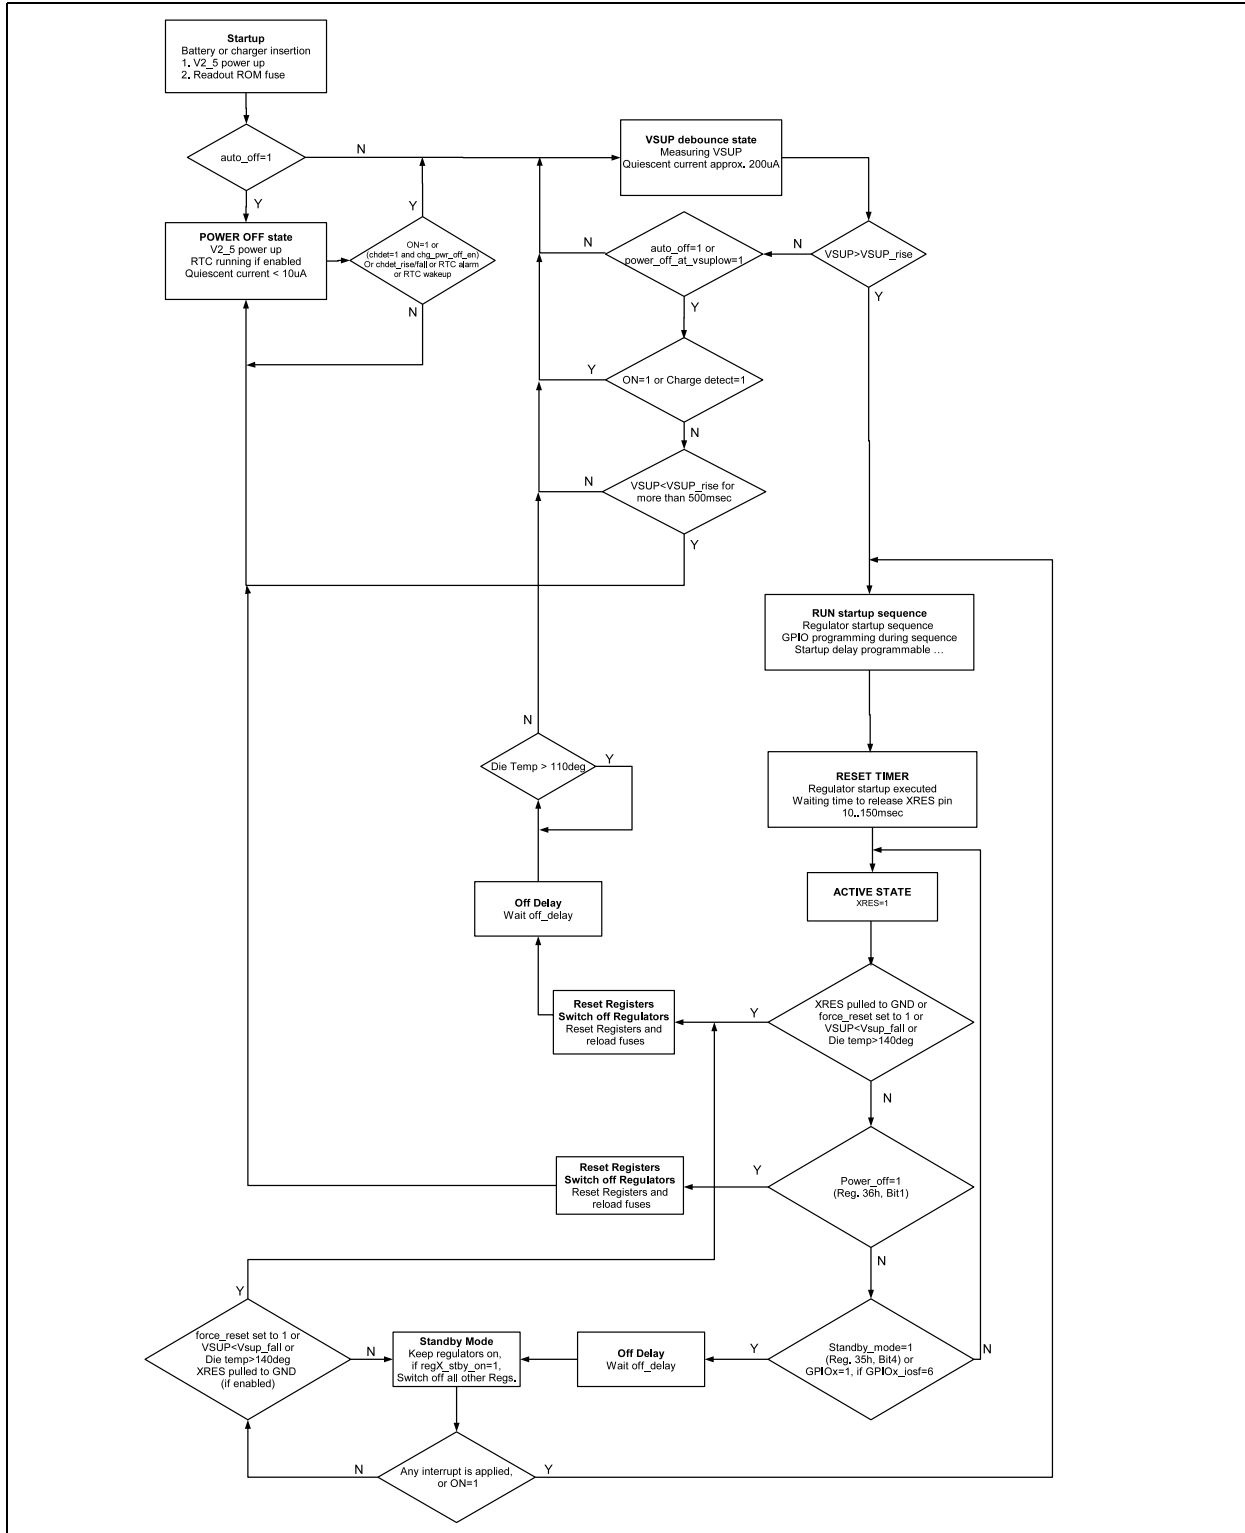 Startup
Battery or charger insertion
1. V2_5 power up
2. Readout ROM fuse
auto_off=1
N
Y
VSUP debounce state
Measuring VSUP
Quiescent current approx. 200uA
POWER OFF state
V2_5 power up
RTC running if enabled
Quiescent current < 10uA
Y
ON=1 or
(chdet=1 and chg_pwr_off_en)
Or chdet_rise/fall or RTC alarm
or RTC wakeup
N
N
auto_off=1 or
power_off_at_vsuplow=1
Y
N
VSUP>VSUP_rise
Y
Y
ON=1 or Charge detect=1
N
N
VSUP<VSUP_rise for
more than 500msec
Y
RUN startup sequence
Regulator startup sequence
GPIO programming during sequence
Startup delay programmable ...
N
Die Temp > 110deg
Y
RESET TIMER
Regulator startup executed
Waiting time to release XRES pin
10..150msec
Off Delay
Wait off_delay
ACTIVE STATE
XRES=1
Reset Registers
Switch off Regulators
Reset Registers and
reload fuses
Y
XRES pulled to GND or
force_reset set to 1 or
VSUP<Vsup_fall or
Die temp>140deg
N
Reset Registers
Switch off Regulators
Reset Registers and
reload fuses
Y
Power_off=1
(Reg. 36h, Bit1)
N
Y
force_reset set to 1 or
VSUP<Vsup_fall or
Die temp>140deg
XRES pulled to GND
(if enabled)
N
Standby Mode
Keep regulators on,
if regX_stby_on=1,
Switch off all other Regs.
Off Delay
Wait off_delay
Y
Standby_mode=1
(Reg. 35h, Bit4) or
GPIOx=1, if GPIOx_iosf=6
N
N
Any interrupt is applied,
or ON=1
Y